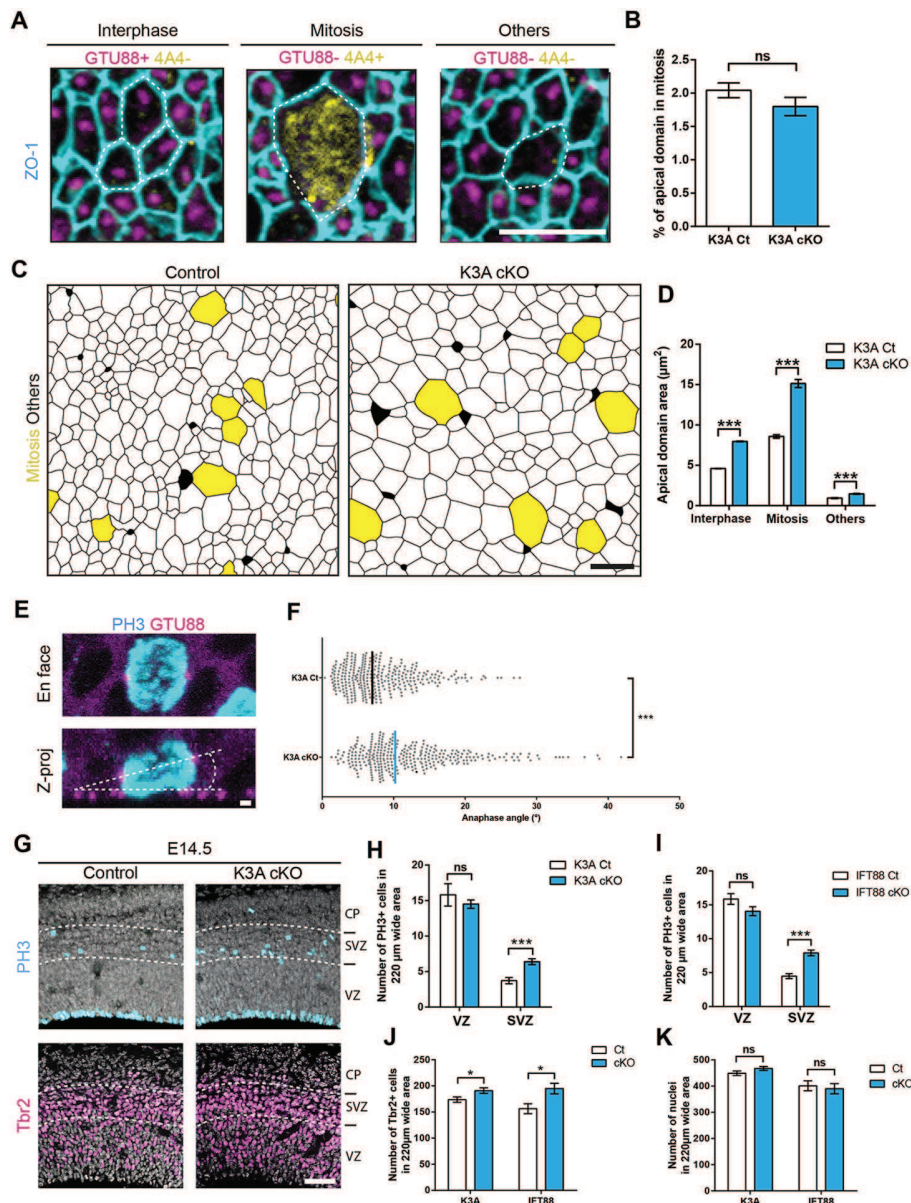 A
Interphase Mitosis Others
GTU88+ 4A4- GTU88- 4A4+ GTU88- 4A4-
ZO-1
B
% of apical domain in mitosis
ns
2.5
2.0
1.5
1.0
0.5
0.0
K3A Ct K3A cKO
C
Control K3A cKO
Mitosis Others
D
Apical domain area (µm²)
K3A Ct
K3A cKO
20
15
10
5
0
*** *** ***
Interphase Mitosis Others
E
PH3 GTU88
En face
Z-proj
F
K3A Ct
K3A cKO
***
0 10 20 30 40 50
Anaphase angle (°)
G
E14.5
Control K3A cKO
PH3
CP
SVZ
VZ
Tbr2
CP
SVZ
VZ
H
Number of PH3+ cells in
220 µm wide area
20
15
10
5
0
ns
***
K3A Ct
K3A cKO
VZ SVZ
I
Number of PH3+ cells in
220 µm wide area
20
15
10
5
0
ns
***
IFT88 Ct
IFT88 cKO
VZ SVZ
J
Number of Tbr2+ cells
in 220µm wide area
250
200
150
100
50
0
* *
Ct
cKO
K3A IFT88
K
Number of nuclei
in 220µm wide area
600
500
400
300
200
100
0
ns ns
Ct
cKO
K3A IFT88